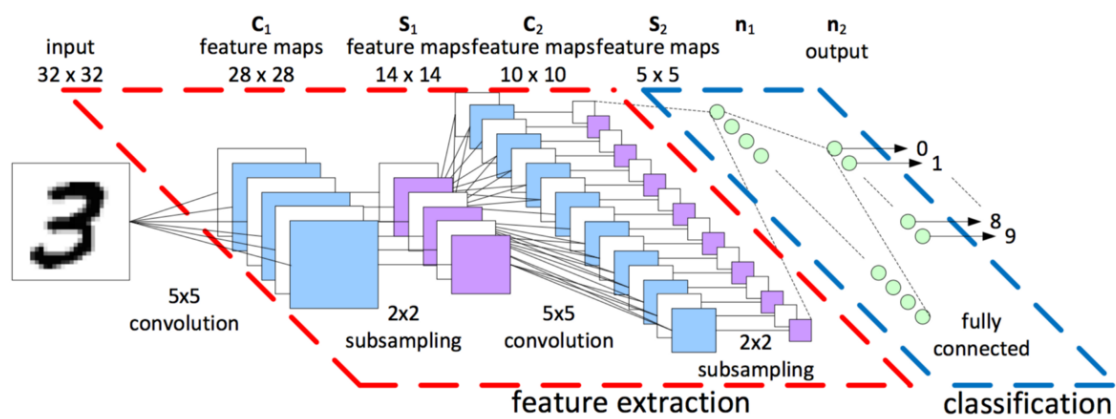 C1
S1
C2
S2
n1
n2
input
feature maps
feature maps
feature maps
feature maps
output
32 x 32
28 x 28
14 x 14
10 x 10
5 x 5
0
1
8
9
3
5x5
convolution
2x2
subsampling
5x5
convolution
2x2
subsampling
fully
connected
feature extraction
classification